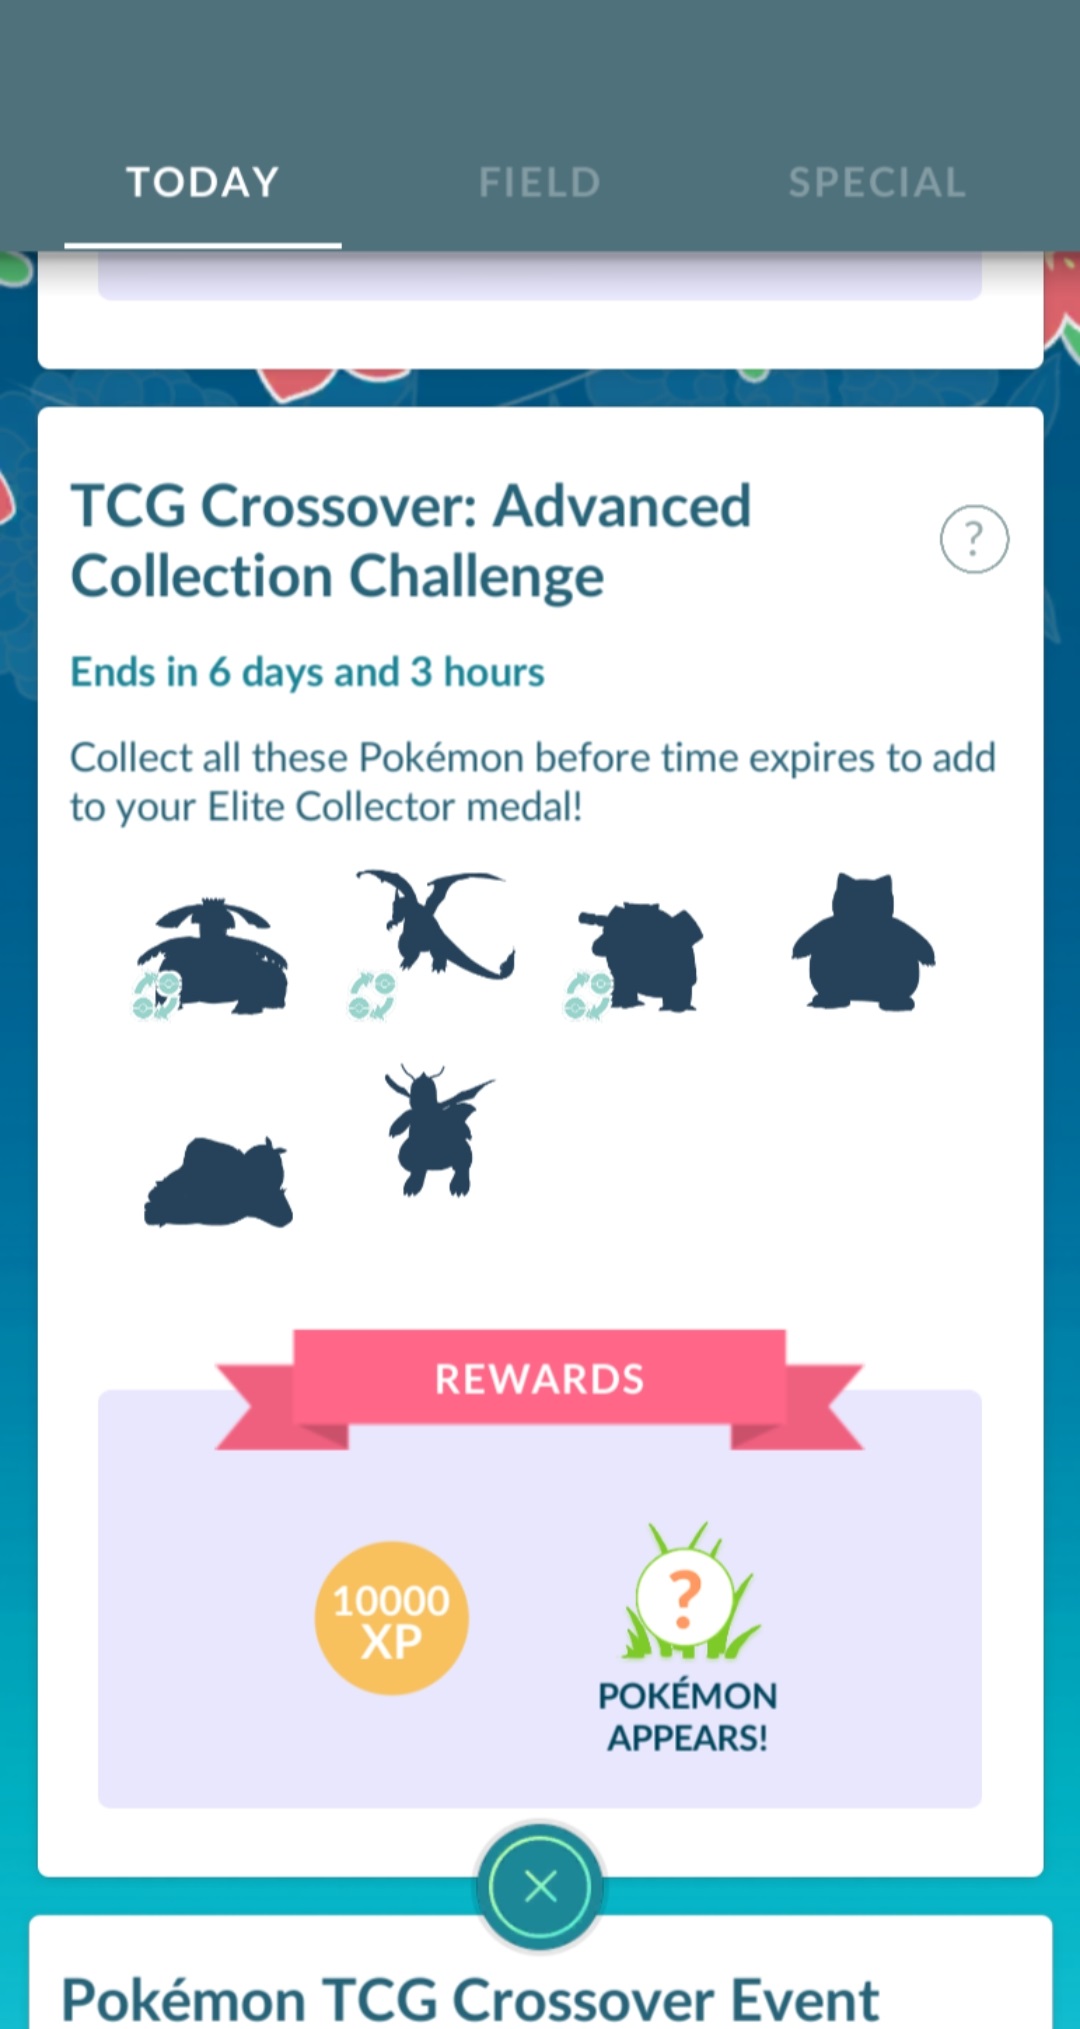 TODAY
FIELD
SPECIAL
TCG Crossover: Advanced
Collection Challenge
?
Ends in 6 days and 3 hours
Collect all these Pokémon before time expires to add
to your Elite Collector medal!
REWARDS
10000
XP
?
POKÉMON
APPEARS!
Pokémon TCG Crossover Event